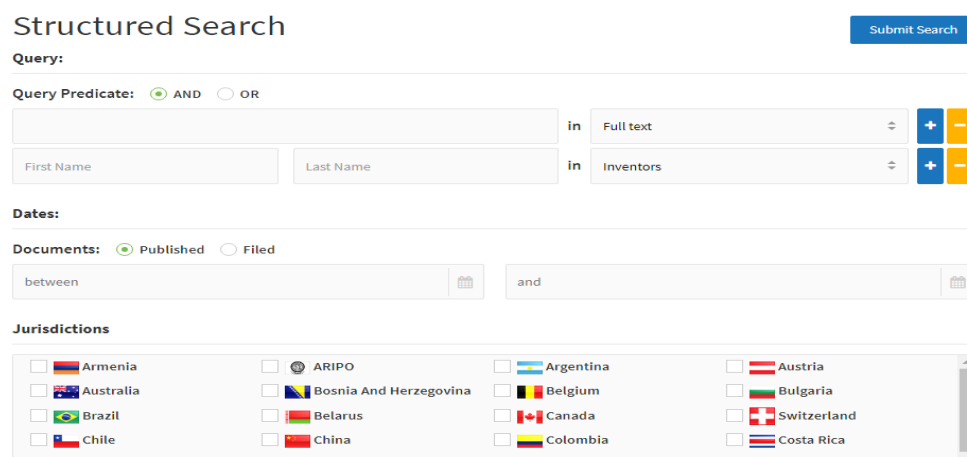 Structured Search
Submit Search
Query:
Query Predicate: AND OR
in Full text + −
First Name Last Name in Inventors + −
Dates:
Documents: Published Filed
between and
Jurisdictions
Armenia ARIPO Argentina Austria
Australia Bosnia And Herzegovina Belgium Bulgaria
Brazil Belarus Canada Switzerland
Chile China Colombia Costa Rica